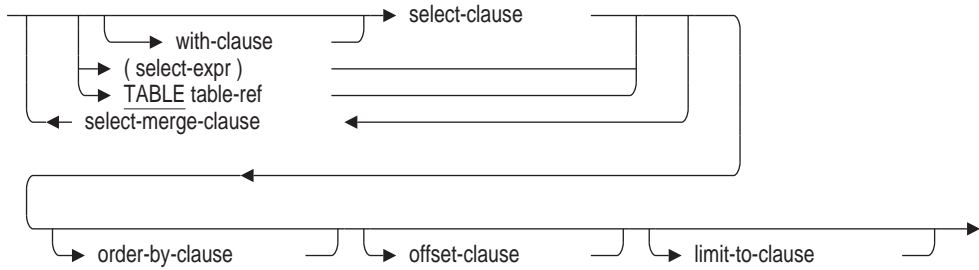 select-clause
with-clause
( select-expr )
TABLE table-ref
select-merge-clause
order-by-clause offset-clause limit-to-clause